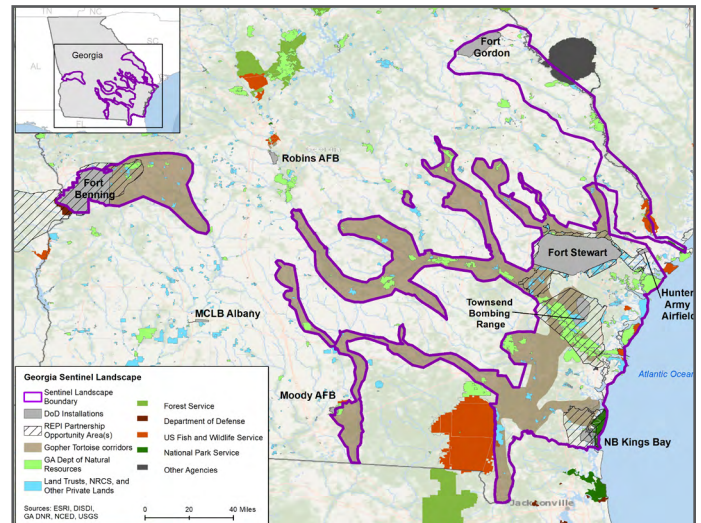 TN
NC
SC
Georgia
AL
FL
Fort
Gordon
Robins AFB
Fort
Benning
Fort Stewart
Hunter
Army
Airfield
Townsend
Bombing
Range
MCLB Albany
Atlantic Ocean
Moody AFB
NB Kings Bay
Jacksonville
Georgia Sentinel Landscape
Sentinel Landscape
Boundary
DoD Installations
REPI Partnership
Opportunity Area(s)
Gopher Tortoise corridors
GA Dept of Natural
Resources
Land Trusts, NRCS, and
Other Private Lands
Forest Service
Department of Defense
US Fish and Wildlife Service
National Park Service
Other Agencies
Sources: ESRI, DISDI,
GA DNR, NCED, USGS
0 20 40 Miles